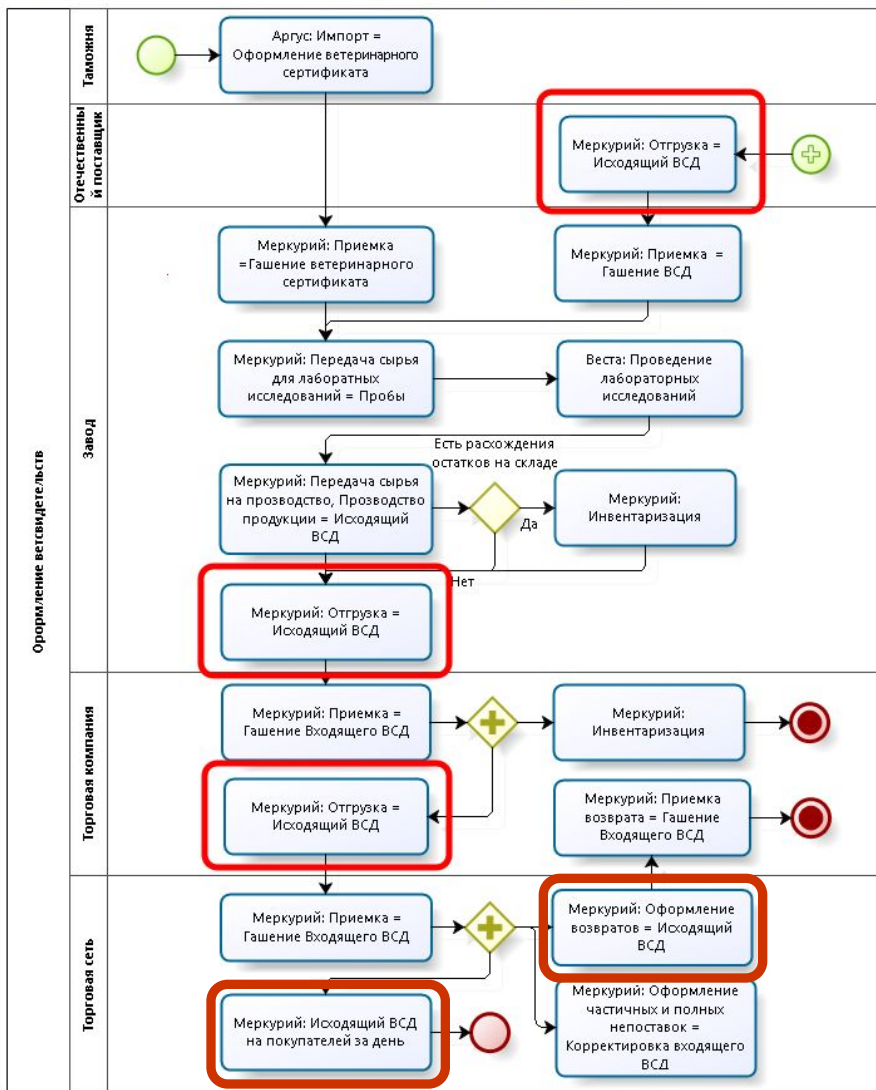 Орормление ветсвидетельств
Таможня
Аргус: Импорт =
Оформление ветеринарного
сертификата
Отечественны
й поставщик
Меркурий: Отгрузка =
Исходящий ВСД
Завод
Меркурий: Приемка
=Гашение ветеринарного
сертификата
Меркурий: Приемка =
Гашение ВСД
Меркурий: Передача сырья
для лаборатных
исследований = Пробы
Веста: Проведение
лабораторных
исследований
Есть расхождения
остатков на складе
Меркурий: Передача сырья
на прозводство, Прозводство
продукции = Исходящий
ВСД
Да
Меркурий:
Инвентаризация
Нет
Меркурий: Отгрузка =
Исходящий ВСД
Торговая компания
Меркурий: Приемка =
Гашение Входящего ВСД
Меркурий:
Инвентаризация
Меркурий: Отгрузка =
Исходящий ВСД
Меркурий: Приемка
возврата = Гашение
Входящего ВСД
Торговая сеть
Меркурий: Приемка =
Гашение Входящего ВСД
Меркурий: Оформление
возвратов = Исходящий
ВСД
Меркурий: Исходящий ВСД
на покупателей за день
Меркурий: Оформление
частичных и полных
непоставок =
Корректировка входящего
ВСД